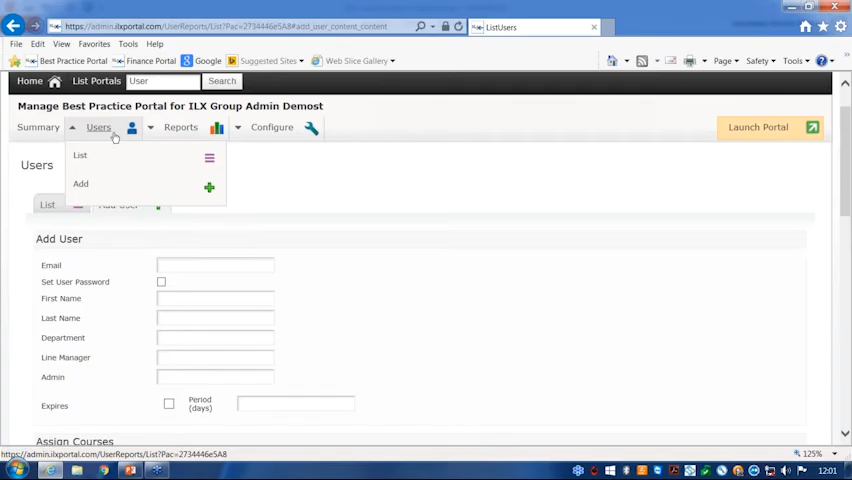 https://admin.ilxportal.com/UserReports/List?Pac=2734446e5A8#add_user_content_content
ListUsers
File Edit View Favorites Tools Help
Best Practice Portal Finance Portal Google Suggested Sites Web Slice Gallery Page Safety Tools
Home List Portals User Search
Manage Best Practice Portal for ILX Group Admin Demost
Summary Users Reports Configure Launch Portal
List
Users
Add
List
Add User
Email
Set User Password
First Name
Last Name
Department
Line Manager
Admin
Expires Period (days)
Assign Courses
https://admin.ilxportal.com/UserReports/List?Pac=2734446e5A8
125%
12:01